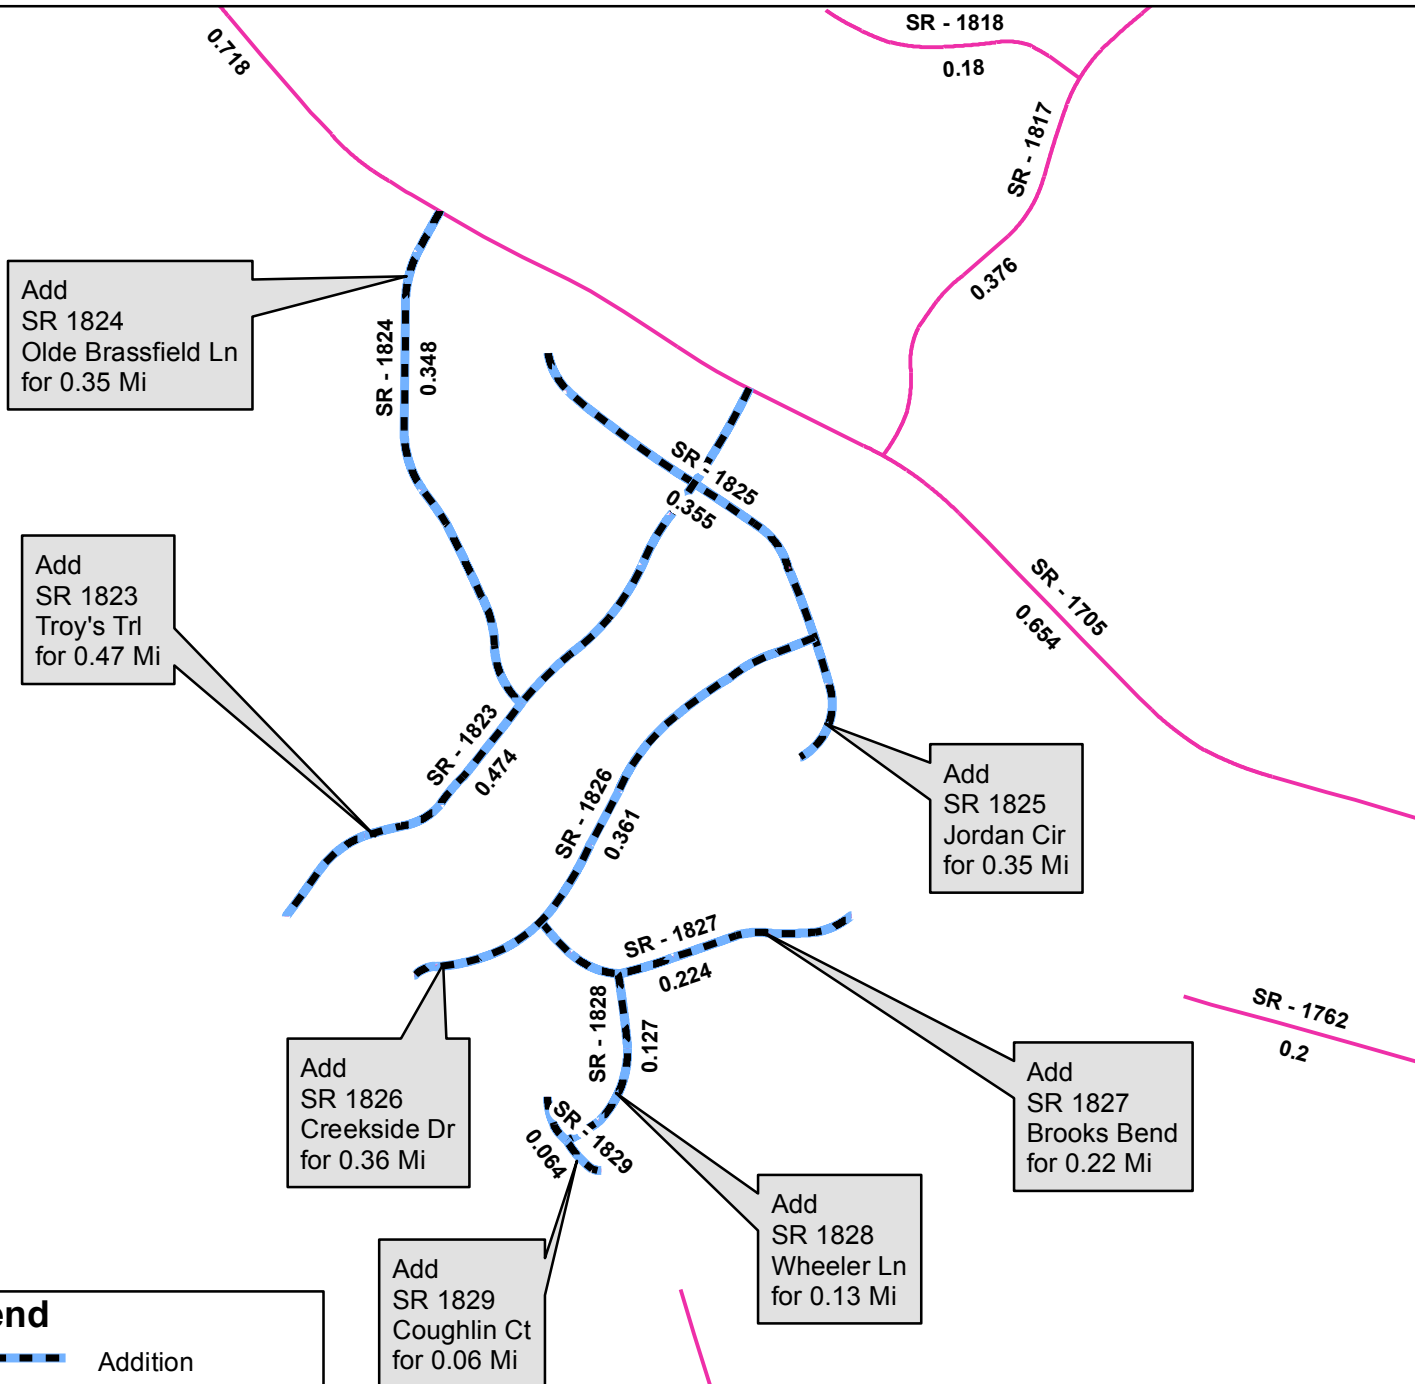 SR - 1818
0.18
0.718
SR - 1817
0.376
Add
SR 1824
Olde Brassfield Ln
for 0.35 Mi
SR - 1824
0.348
SR - 1825
0.355
Add
SR 1823
Troy's Trl
for 0.47 Mi
SR - 1705
0.654
SR - 1823
0.474
SR - 1826
0.361
Add
SR 1825
Jordan Cir
for 0.35 Mi
SR - 1827
0.224
SR - 1828
0.127
SR - 1762
0.2
Add
SR 1826
Creekside Dr
for 0.36 Mi
Add
SR 1827
Brooks Bend
for 0.22 Mi
SR - 1829
0.064
Add
SR 1828
Wheeler Ln
for 0.13 Mi
Add
SR 1829
Coughlin Ct
for 0.06 Mi
end
Addition